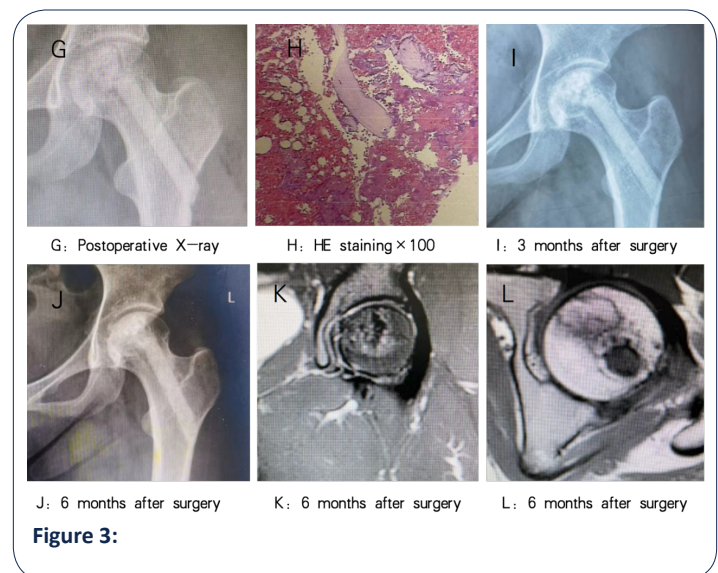 G
H
I
G: Postoperative X—ray
H: HE staining×100
I: 3 months after surgery
J
L
K
L
J: 6 months after surgery
K: 6 months after surgery
L: 6 months after surgery
Figure 3: